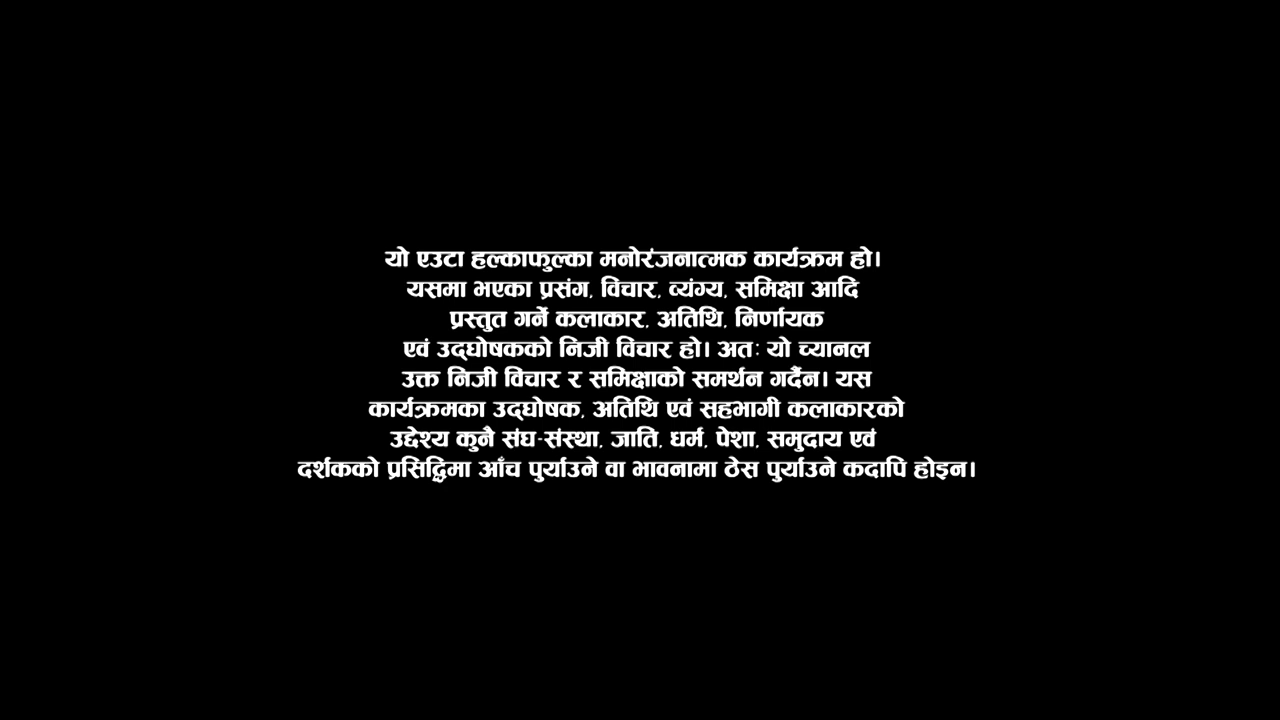 यो एउटा हल्काफुल्का मनोरंजनात्मक कार्यक्रम हो।
यसमा भएका प्रसंग, विचार, व्यंग्य, समिक्षा आदि
प्रस्तुत गर्ने कलाकार, अतिथि, निर्णायक
एवं उद्घोषकको निजी विचार हो। अतः यो च्यानल
उक्त निजी विचार र समिक्षाको समर्थन गर्दैन। यस
कार्यक्रमका उद्घोषक, अतिथि एवं सहभागी कलाकारको
उद्देश्य कुनै संघ-संस्था, जाति, धर्म, पेशा, समुदाय एवं
दर्शकको प्रसिद्धिमा आँच पुर्याउने वा भावनामा ठेस पुर्याउने कदापि होइन।